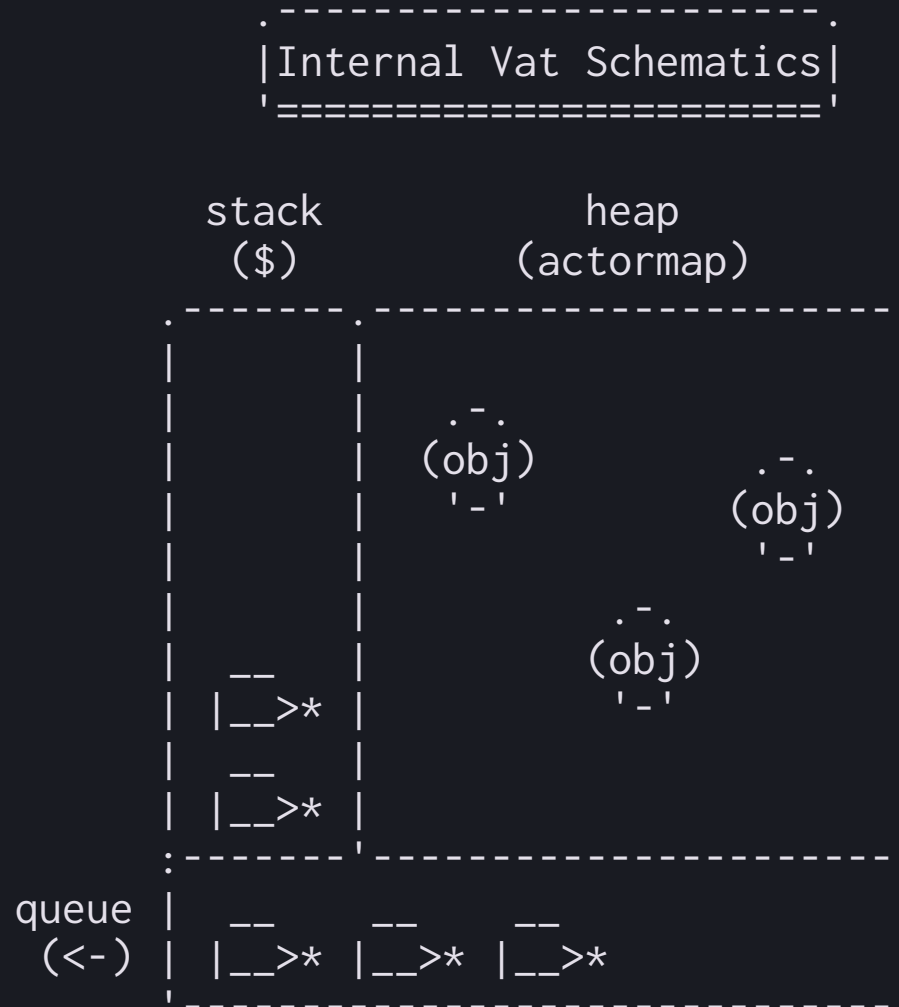 Internal Vat Schematics
stack heap
($) (actormap)
(obj)
(obj)
(obj)
queue
(<-)